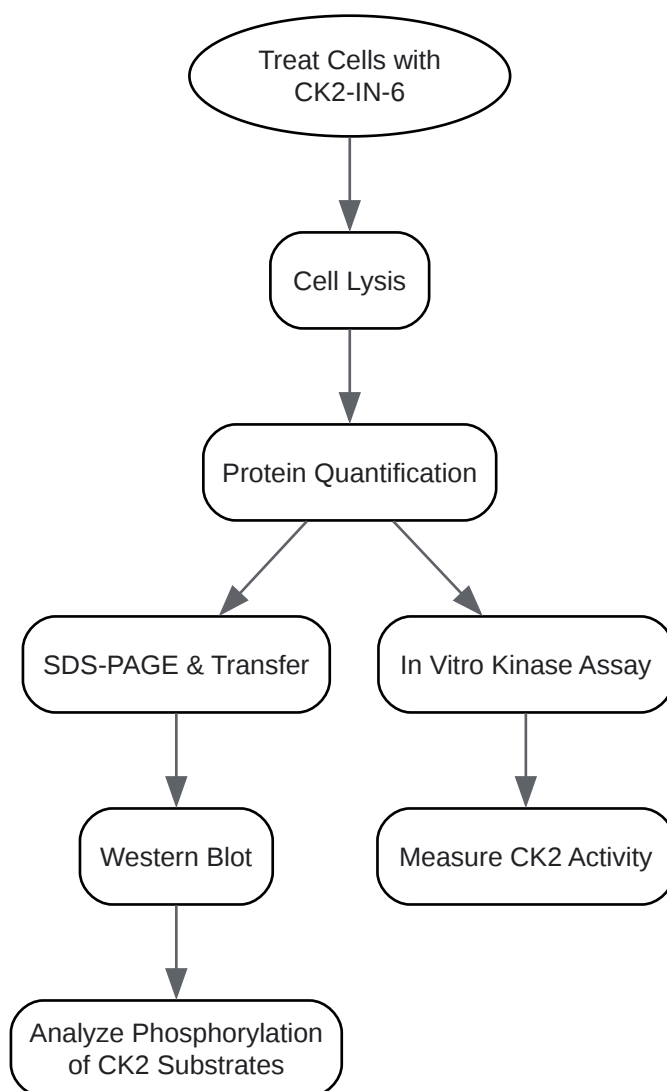 Treat Cells with
CK2-IN-6
Cell Lysis
Protein Quantification
SDS-PAGE & Transfer
In Vitro Kinase Assay
Western Blot
Measure CK2 Activity
Analyze Phosphorylation
of CK2 Substrates